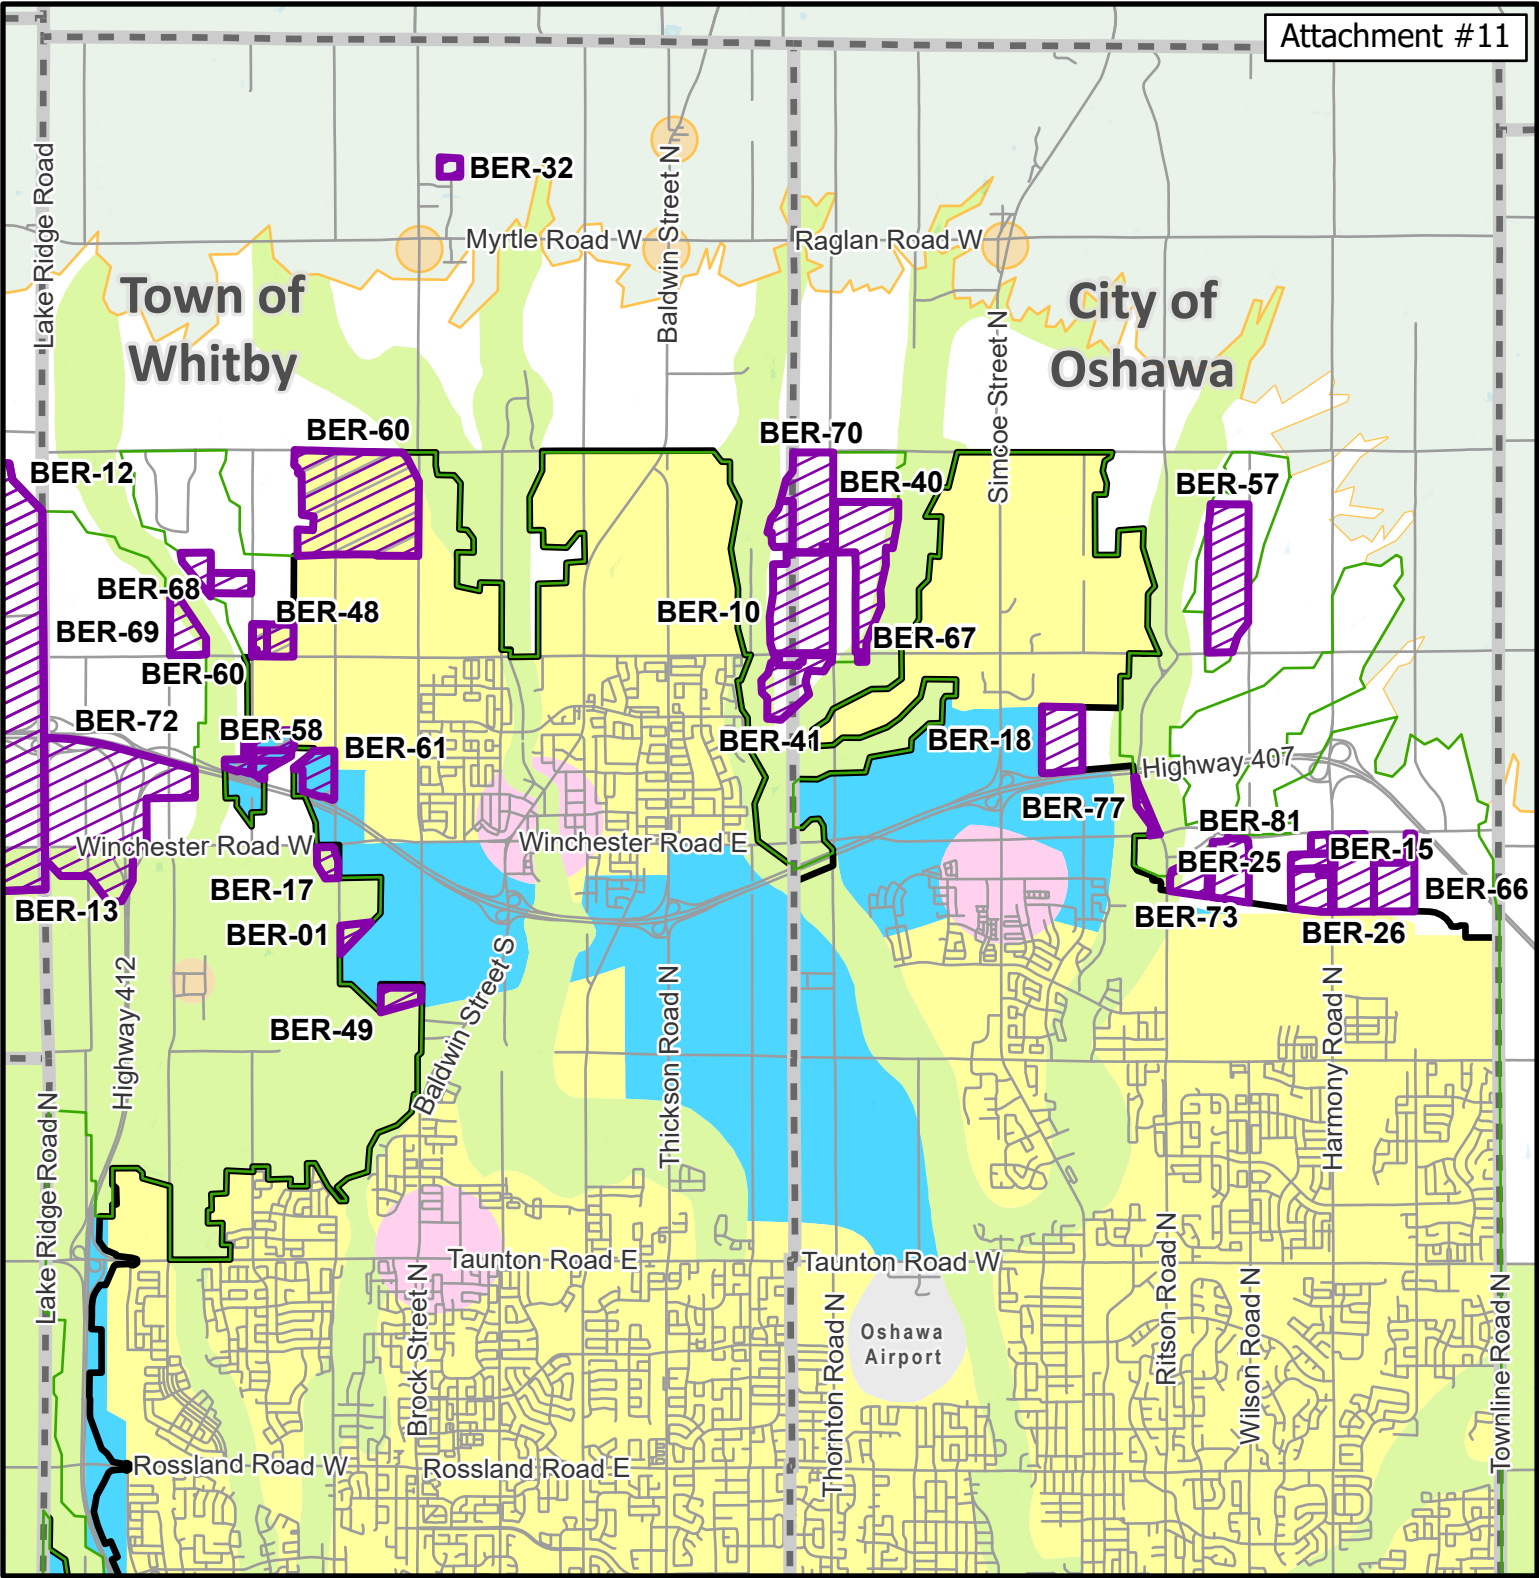 Attachment #11
Lake Ridge Road
BER-32
Baldwin Street N
Myrtle Road W
Raglan Road W
Town of
Whitby
City of
Oshawa
Simcoe Street N
BER-60
BER-70
BER-12
BER-40
BER-57
BER-68
BER-48
BER-10
BER-69
BER-67
BER-60
BER-72
BER-58
BER-61
BER-41
BER-18
Highway 407
BER-77
BER-81
Winchester Road W
Winchester Road E
BER-15
BER-25
BER-17
BER-66
BER-13
BER-73
BER-01
BER-26
Highway 412
Baldwin Street S
Thickson Road N
Harmony Road N
BER-49
Lake Ridge Road N
Taunton Road E
Taunton Road W
Brock Street N
Thornton Road N
Oshawa
Airport
Ritson Road N
Wilson Road N
Townline Road N
Rossland Road W
Rossland Road E